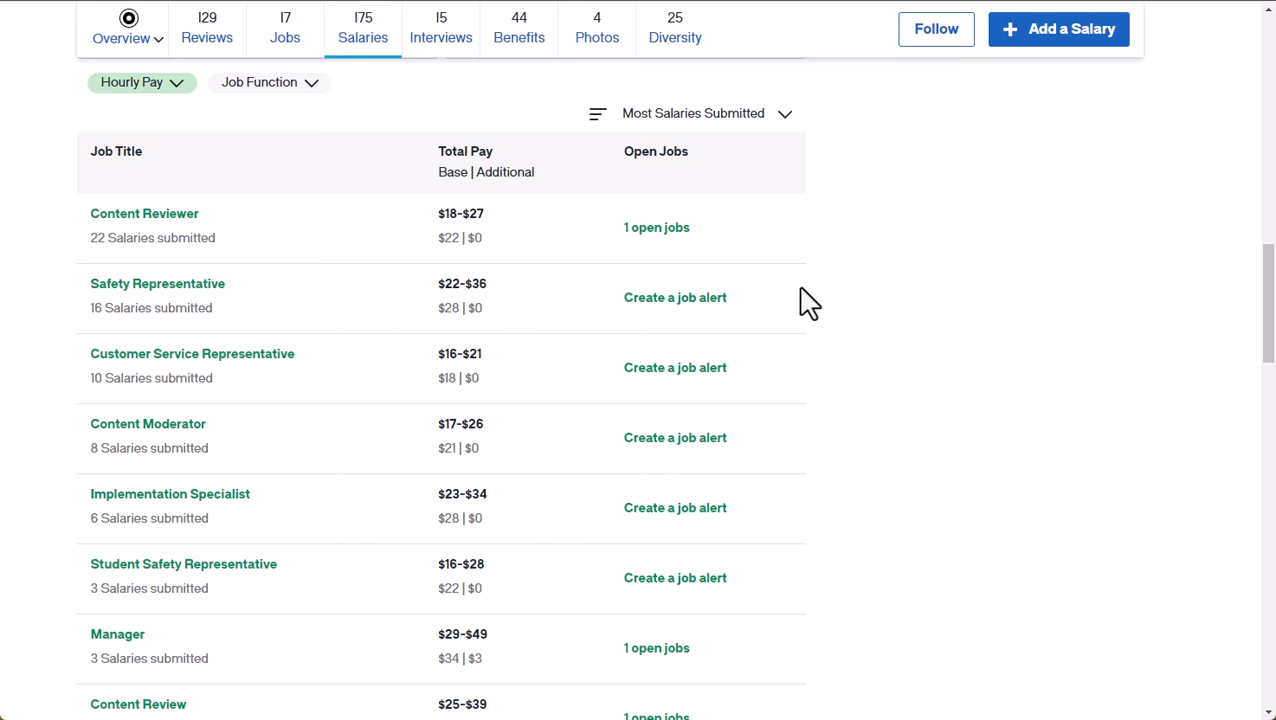 129 17 175 15 44 4 25
Overview Reviews Jobs Salaries Interviews Benefits Photos Diversity Follow + Add a Salary
Hourly Pay Job Function
Most Salaries Submitted
Job Title Total Pay Open Jobs
Base | Additional
Content Reviewer $18-$27
1 open jobs
22 Salaries submitted $22 | $0
Safety Representative $22-$36
Create a job alert
16 Salaries submitted $28 | $0
Customer Service Representative $16-$21
Create a job alert
10 Salaries submitted $18 | $0
Content Moderator $17-$26
Create a job alert
8 Salaries submitted $21 | $0
Implementation Specialist $23-$34
Create a job alert
6 Salaries submitted $28 | $0
Student Safety Representative $16-$28
Create a job alert
3 Salaries submitted $22 | $0
Manager $29-$49
1 open jobs
3 Salaries submitted $34 | $3
Content Review $25-$39
1 open jobs